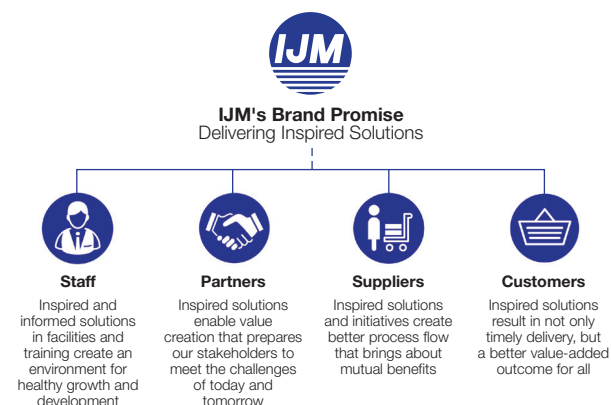 IJM
IJM's Brand Promise
Delivering Inspired Solutions
Staff
Inspired and
informed solutions
in facilities and
training create an
environment for
healthy growth and
development
Partners
Inspired solutions
enable value
creation that prepares
our stakeholders to
meet the challenges
of today and
tomorrow
Suppliers
Inspired solutions
and initiatives create
better process flow
that brings about
mutual benefits
Customers
Inspired solutions
result in not only
timely delivery, but
a better value-added
outcome for all